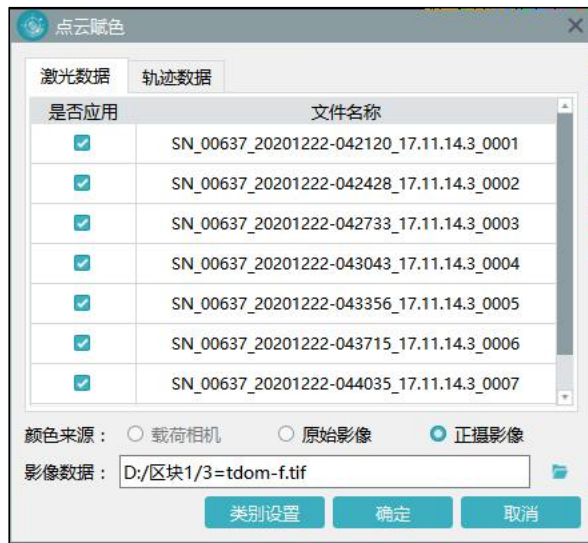 点云赋色
激光数据 轨迹数据
是否应用 文件名称
SN_00637_20201222-042120_17.11.14.3_0001
SN_00637_20201222-042428_17.11.14.3_0002
SN_00637_20201222-042733_17.11.14.3_0003
SN_00637_20201222-043043_17.11.14.3_0004
SN_00637_20201222-043356_17.11.14.3_0005
SN_00637_20201222-043715_17.11.14.3_0006
SN_00637_20201222-044035_17.11.14.3_0007
颜色来源： 载荷相机 原始影像 正摄影像
影像数据： D:/区块1/3=tdom-f.tif
类别设置 确定 取消